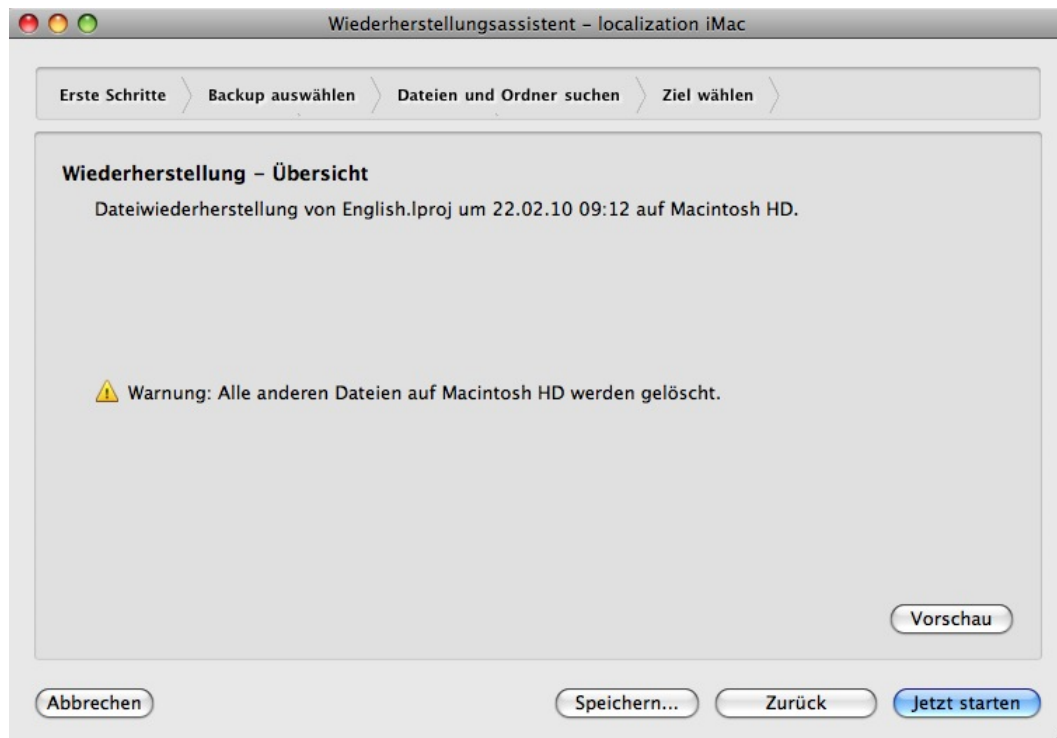 Wiederherstellungsassistent – localization iMac
Erste Schritte Backup auswählen Dateien und Ordner suchen Ziel wählen
Wiederherstellung – Übersicht
Dateiwiederherstellung von English.lproj um 22.02.10 09:12 auf Macintosh HD.
Warnung: Alle anderen Dateien auf Macintosh HD werden gelöscht.
Vorschau
Abbrechen Speichern... Zurück Jetzt starten